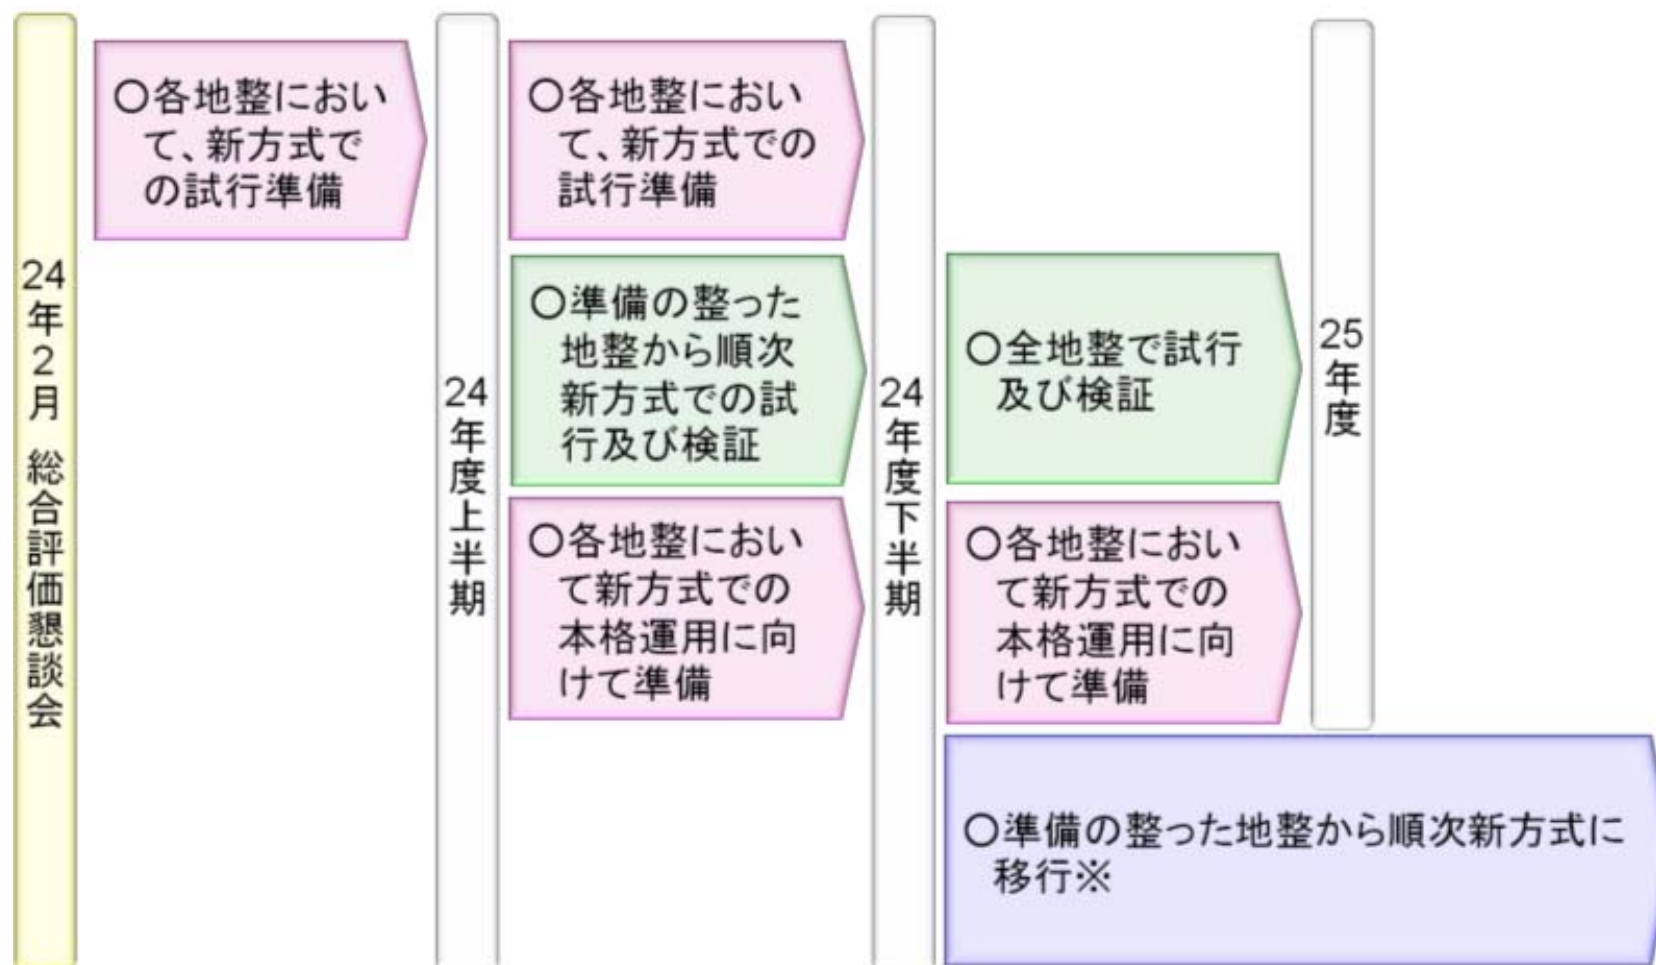 24年2月 総合評価懇談会
〇各地整におい
て、新方式で
の試行準備
24年度上半期
〇各地整におい
て、新方式での
試行準備
〇準備の整った
地整から順次
新方式での試
行及び検証
〇各地整におい
て新方式での
本格運用に向
けて準備
24年度下半期
〇全地整で試行
及び検証
〇各地整におい
て新方式での
本格運用に向
けて準備
25年度
〇準備の整った地整から順次新方式に
移行※